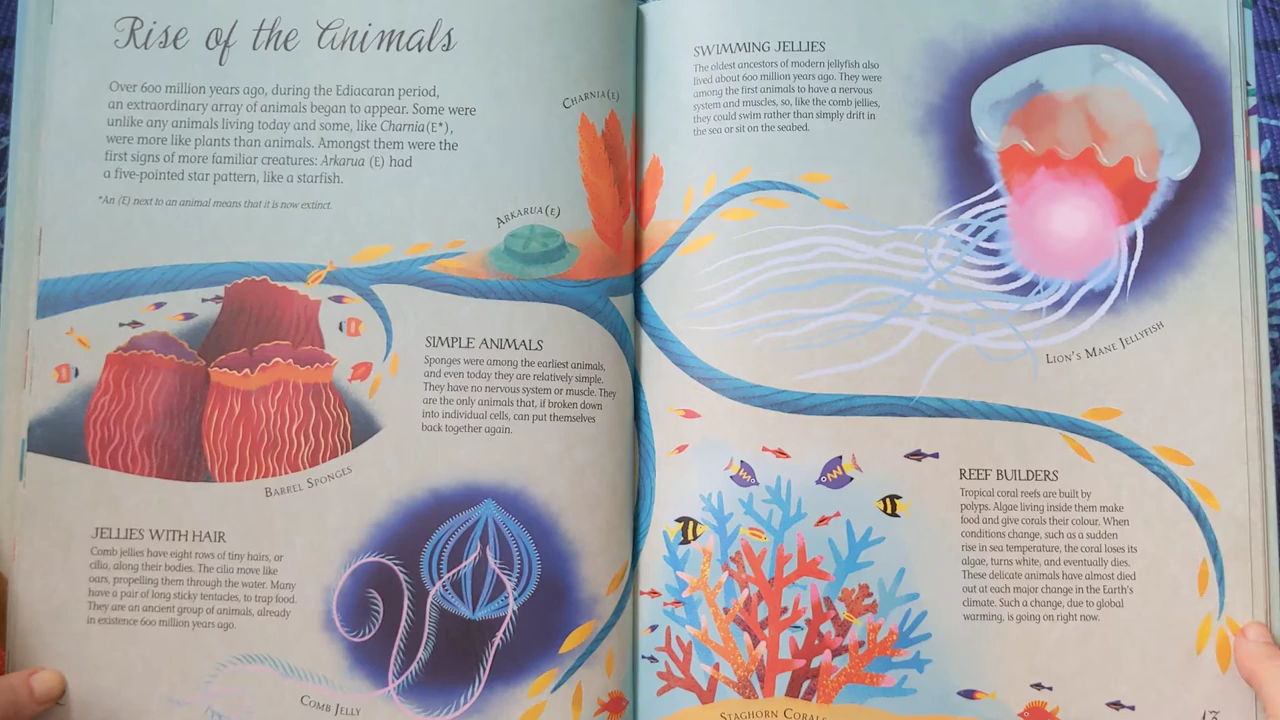 Rise of the Animals
Over 600 million years ago, during the Ediacaran period,
an extraordinary array of animals began to appear. Some were
unlike any animals living today and some, like Charnia (E*),
were more like plants than animals. Amongst them were the
first signs of more familiar creatures: Arkarua (E) had
a five-pointed star pattern, like a starfish.
*An (E) next to an animal means that it is now extinct.
CHARNIA(E)
ARKARUA(E)
SIMPLE ANIMALS
Sponges were among the earliest animals,
and even today they are relatively simple.
They have no nervous system or muscle. They
are the only animals that, if broken down
into individual cells, can put themselves
back together again.
BARREL SPONGES
JELLIES WITH HAIR
Comb jellies have eight rows of tiny hairs, or
cilia, along their bodies. The cilia move like
oars, propelling them through the water. Many
have a pair of long sticky tentacles, to trap food.
They are an ancient group of animals, already
in existence 600 million years ago.
COMB JELLY
SWIMMING JELLIES
The oldest ancestors of modern jellyfish also
lived about 600 million years ago. They were
among the first animals to have a nervous
system and muscles, so, like the comb jellies,
they could swim rather than simply drift in
the sea or sit on the seabed.
LION'S MANE JELLYFISH
REEF BUILDERS
Tropical coral reefs are built by
polyps. Algae living inside them make
food and give corals their colour. When
conditions change, such as a sudden
rise in sea temperature, the coral loses its
algae, turns white, and eventually dies.
These delicate animals have almost died
out at each major change in the Earth's
climate. Such a change, due to global
warming, is going on right now.
STAGHORN CORALS